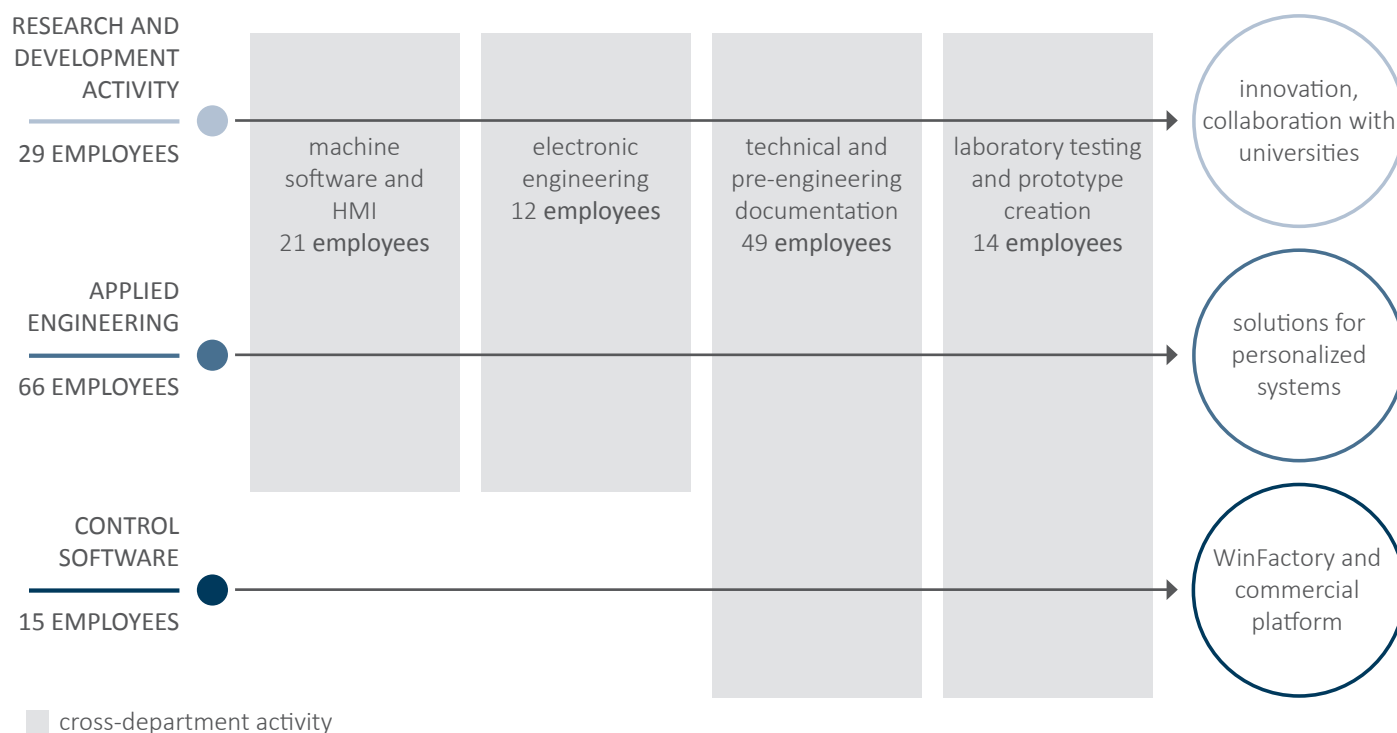 RESEARCH AND
DEVELOPMENT
ACTIVITY
29 EMPLOYEES
machine
software and
HMI
21 employees
electronic
engineering
12 employees
technical and
pre-engineering
documentation
49 employees
laboratory testing
and prototype
creation
14 employees
innovation,
collaboration with
universities
APPLIED
ENGINEERING
66 EMPLOYEES
solutions for
personalized
systems
CONTROL
SOFTWARE
15 EMPLOYEES
WinFactory and
commercial
platform
cross-department activity